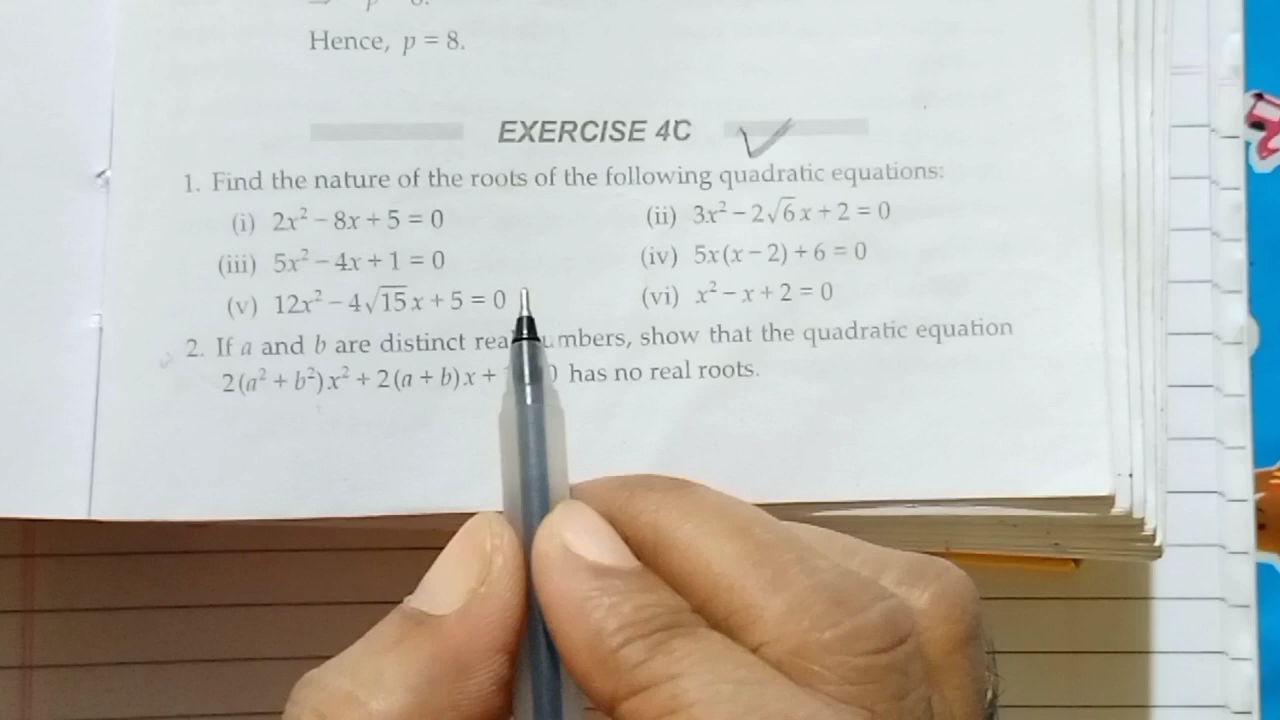 Hence, p = 8.
EXERCISE 4C
1. Find the nature of the roots of the following quadratic equations:
(i) 2x² − 8x + 5 = 0 (ii) 3x² − 2√6x + 2 = 0
(iii) 5x² − 4x + 1 = 0 (iv) 5x(x − 2) + 6 = 0
(v) 12x² − 4√15x + 5 = 0 (vi) x² − x + 2 = 0
2. If a and b are distinct real numbers, show that the quadratic equation
2(a² + b²)x² + 2(a + b)x + has no real roots.